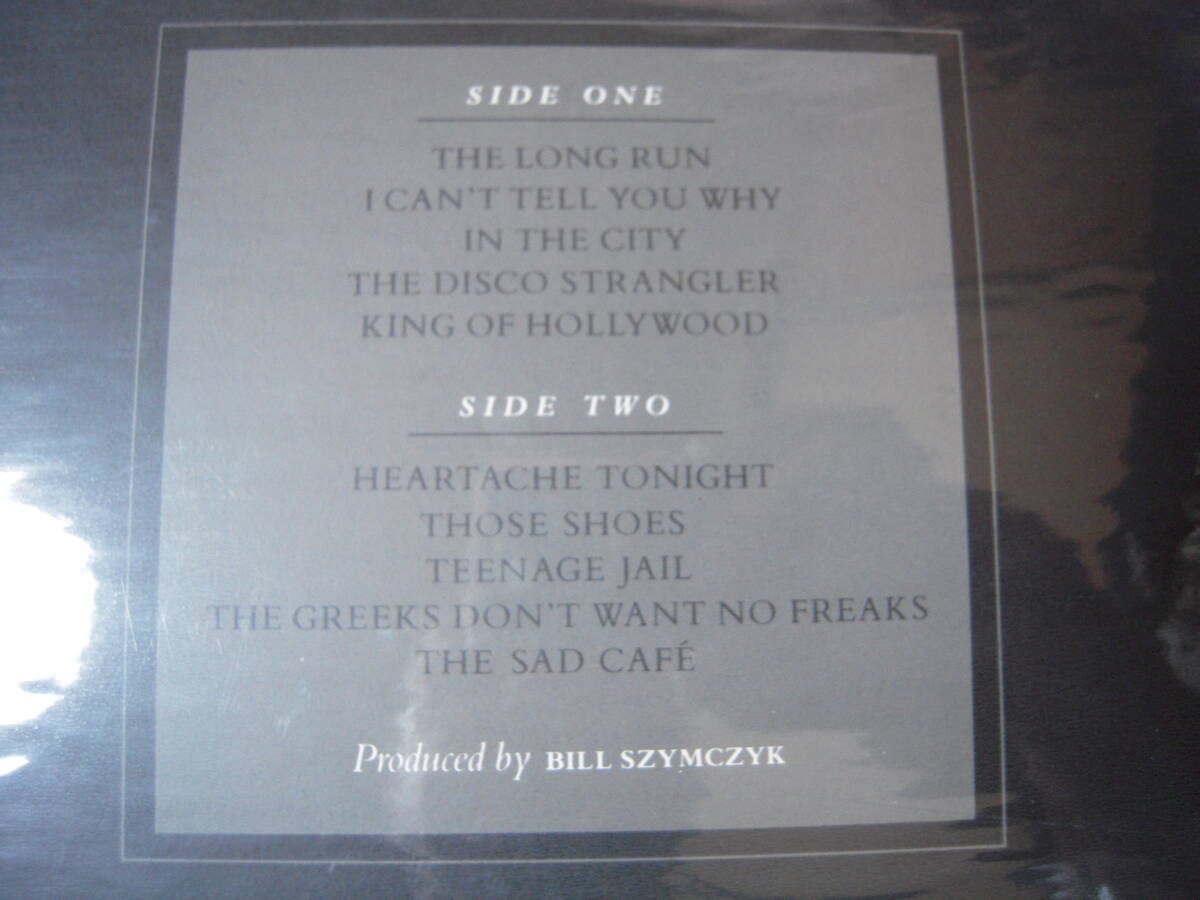 SIDE ONE
THE LONG RUN
I CAN'T TELL YOU WHY
IN THE CITY
THE DISCO STRANGLER
KING OF HOLLYWOOD
SIDE TWO
HEARTACHE TONIGHT
THOSE SHOES
TEENAGE JAIL
THE GREEKS DON'T WANT NO FREAKS
THE SAD CAFÉ
Produced by BILL SZYMCZYK